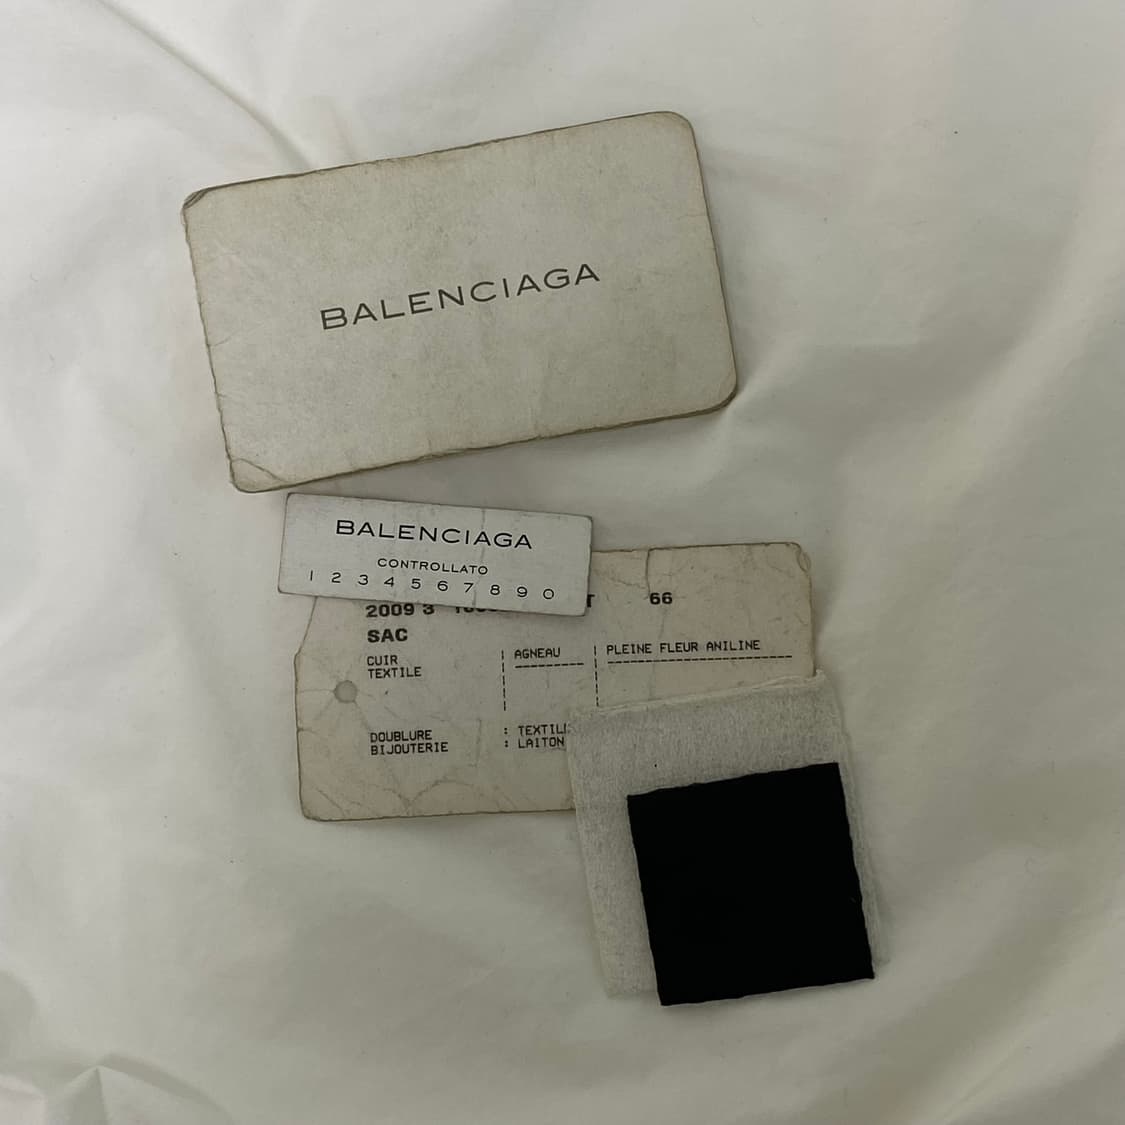 BALENCIAGA
BALENCIAGA
CONTROLLATO
1 2 3 4 5 6 7 8 9 0
2009 3 T 66
SAC
CUIR AGNEAU PLEINE FLEUR ANILINE
TEXTILE
DOUBLURE : TEXTIL
BIJOUTERIE : LAITON